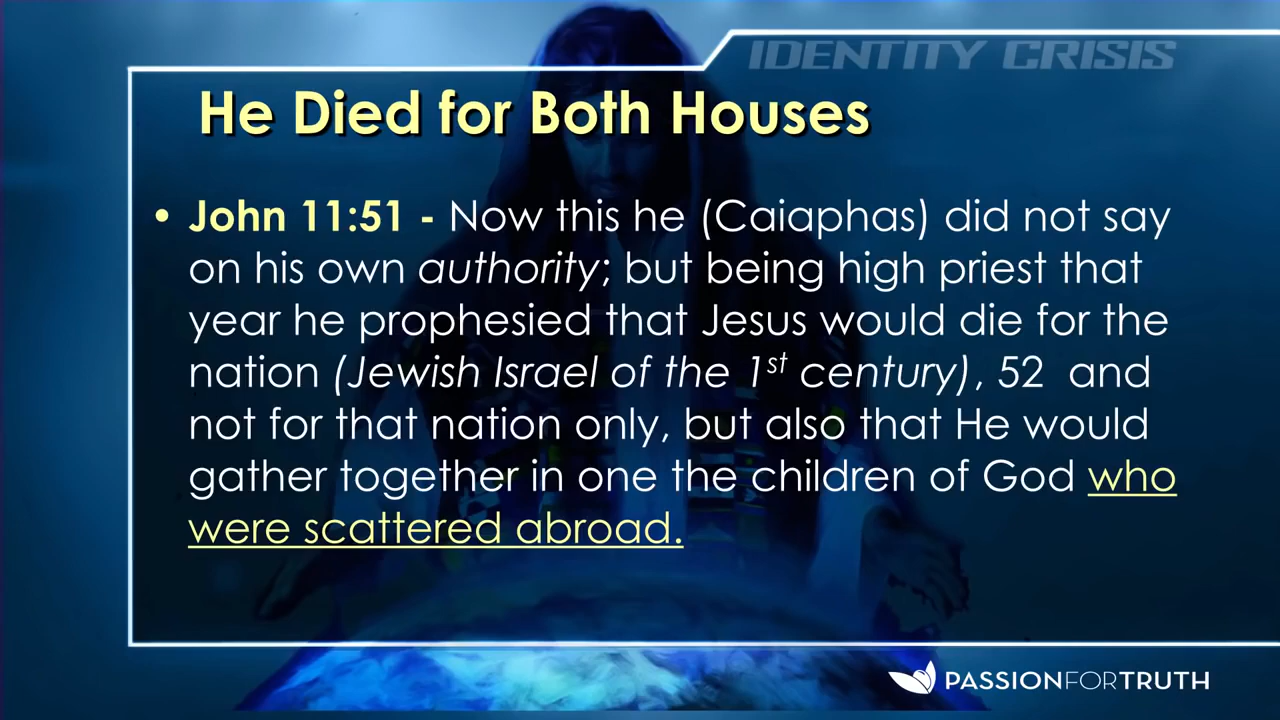 IDENTITY CRISIS
He Died for Both Houses
• John 11:51 - Now this he (Caiaphas) did not say
on his own authority; but being high priest that
year he prophesied that Jesus would die for the
nation (Jewish Israel of the 1st century), 52 and
not for that nation only, but also that He would
gather together in one the children of God who
were scattered abroad.
PASSIONFORTRUTH